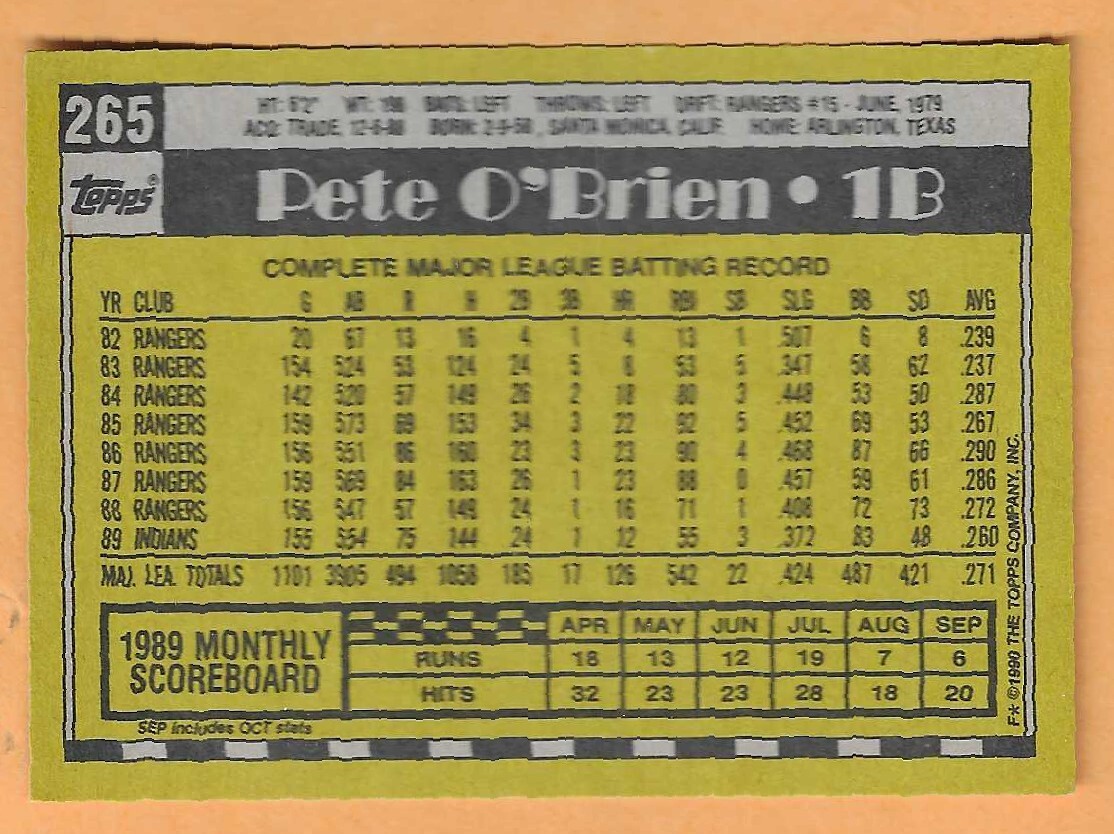 265
HT: 6'2" WT: BATS: LEFT THROWS: LEFT DRFT: RANGERS #15 - JUNE, 1979
ACQ: TRADE, 12-6-88 BORN: 2-9-58, SANTA MONICA, CALIF. HOME: ARLINGTON, TEXAS
Topps®
Pete O'Brien • 1B
COMPLETE MAJOR LEAGUE BATTING RECORD
YR CLUB G AB R H 2B 3B HR RBI SB SLG BB SO AVG
82 RANGERS 20 67 13 16 4 1 4 13 1 .507 6 8 .239
83 RANGERS 154 524 53 124 24 5 8 53 5 .347 58 62 .237
84 RANGERS 142 520 57 149 26 2 18 80 3 .448 53 50 .287
85 RANGERS 159 573 69 153 34 3 22 92 5 .452 69 53 .267
86 RANGERS 156 551 86 160 23 3 23 90 4 .468 87 66 .290
87 RANGERS 159 569 84 163 26 1 23 88 0 .457 59 61 .286
88 RANGERS 156 547 57 149 24 1 16 71 1 .408 72 73 .272
89 INDIANS 155 554 75 144 24 1 12 55 3 .372 83 48 .260
MAJ. LEA. TOTALS 1101 3905 494 1058 185 17 126 542 22 .424 487 421 .271
1989 MONTHLY SCOREBOARD
APR MAY JUN JUL AUG SEP
RUNS 18 13 12 19 7 6
HITS 32 23 23 28 18 20
SEP includes OCT stats
F* ©1990 THE TOPPS COMPANY, INC.